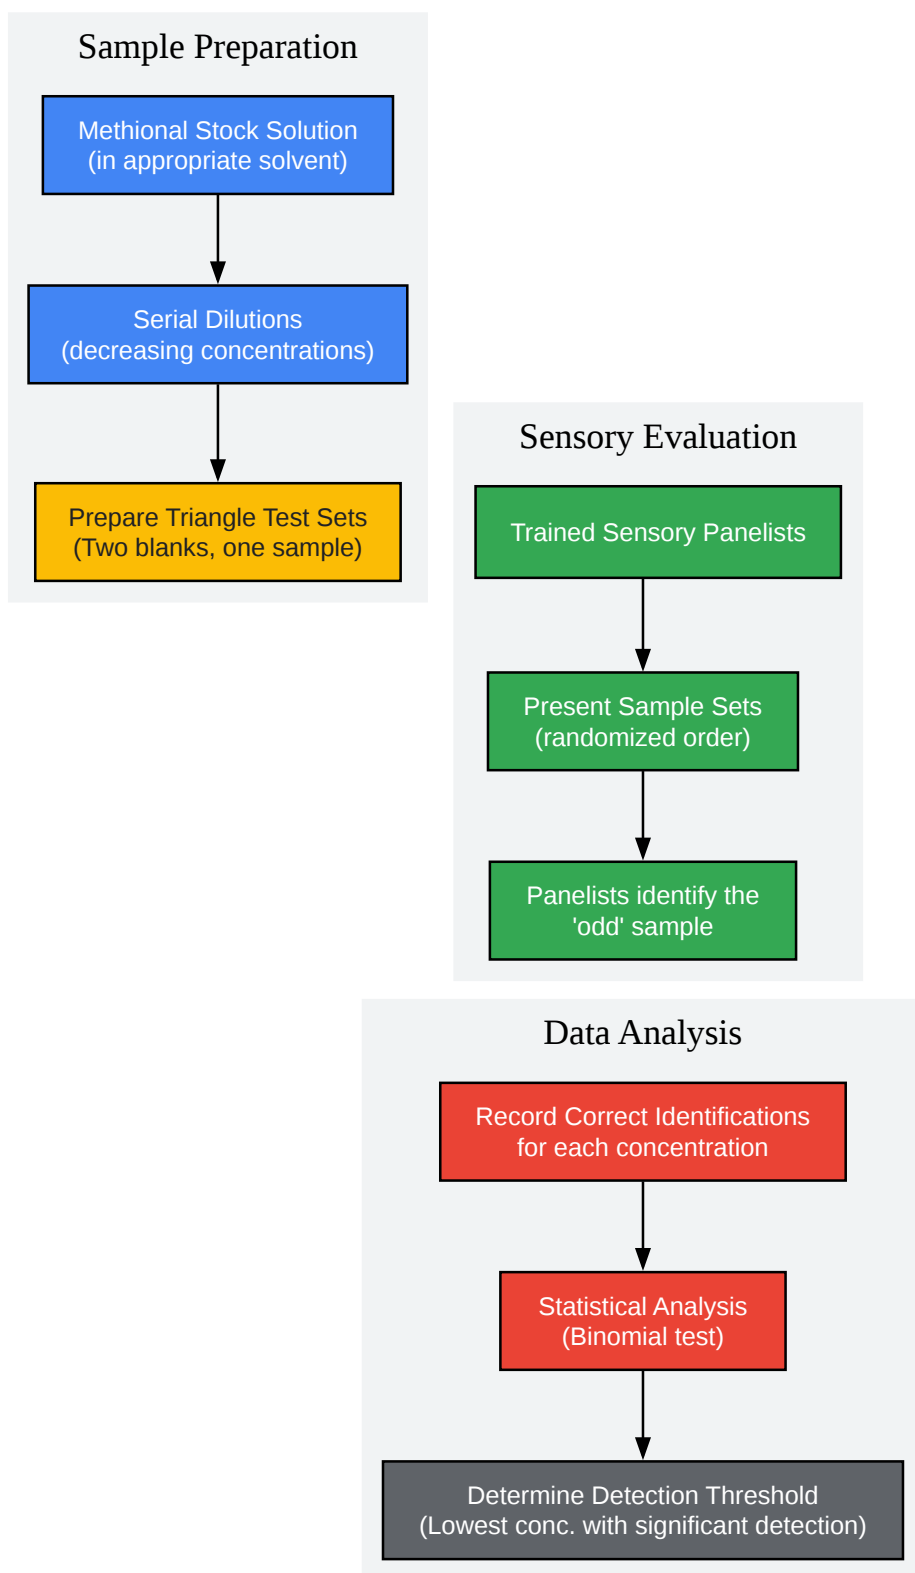 Sample Preparation
Methional Stock Solution
(in appropriate solvent)
Serial Dilutions
(decreasing concentrations)
Prepare Triangle Test Sets
(Two blanks, one sample)
Sensory Evaluation
Trained Sensory Panelists
Present Sample Sets
(randomized order)
Panelists identify the
'odd' sample
Data Analysis
Record Correct Identifications
for each concentration
Statistical Analysis
(Binomial test)
Determine Detection Threshold
(Lowest conc. with significant detection)